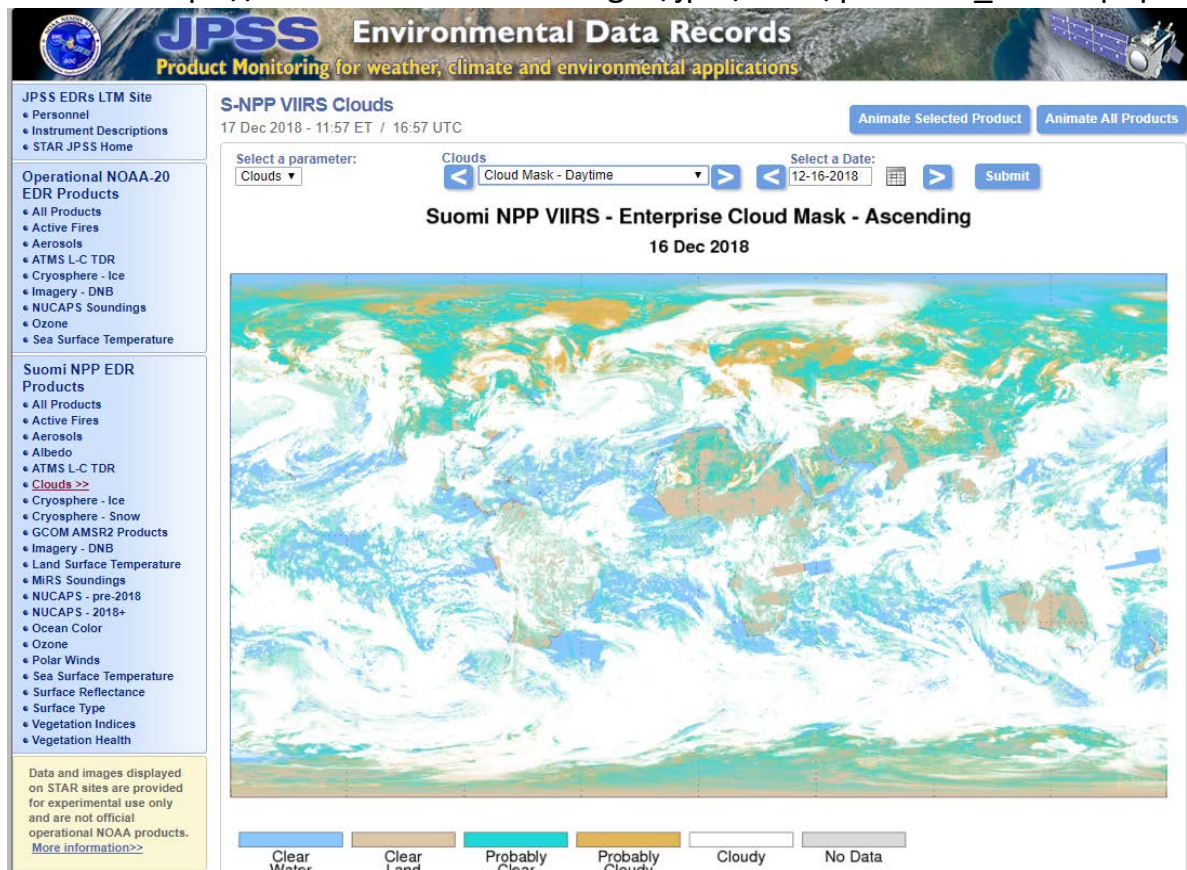 JPSS Environmental Data Records
Product Monitoring for weather, climate and environmental applications
JPSS EDRs LTM Site
Personnel
Instrument Descriptions
STAR JPSS Home
Operational NOAA-20
EDR Products
All Products
Active Fires
Aerosols
ATMS L-C TDR
Cryosphere - Ice
Imagery - DNB
NUCAPS Soundings
Ozone
Sea Surface Temperature
Suomi NPP EDR
Products
All Products
Active Fires
Aerosols
Albedo
ATMS L-C TDR
Clouds >>
Cryosphere - Ice
Cryosphere - Snow
GCOM AMSR2 Products
Imagery - DNB
Land Surface Temperature
MiRS Soundings
NUCAPS - pre-2018
NUCAPS - 2018+
Ocean Color
Ozone
Polar Winds
Sea Surface Temperature
Surface Reflectance
Surface Type
Vegetation Indices
Vegetation Health
Data and images displayed
on STAR sites are provided
for experimental use only
and are not official
operational NOAA products.
More information>>
S-NPP VIIRS Clouds
17 Dec 2018 - 11:57 ET / 16:57 UTC
Animate Selected Product Animate All Products
Select a parameter: Clouds Select a Date:
Clouds < Cloud Mask - Daytime > < 12-16-2018 > Submit
Suomi NPP VIIRS - Enterprise Cloud Mask - Ascending
16 Dec 2018
Clear Clear Probably Probably Cloudy No Data
Water Land Clear Cloudy